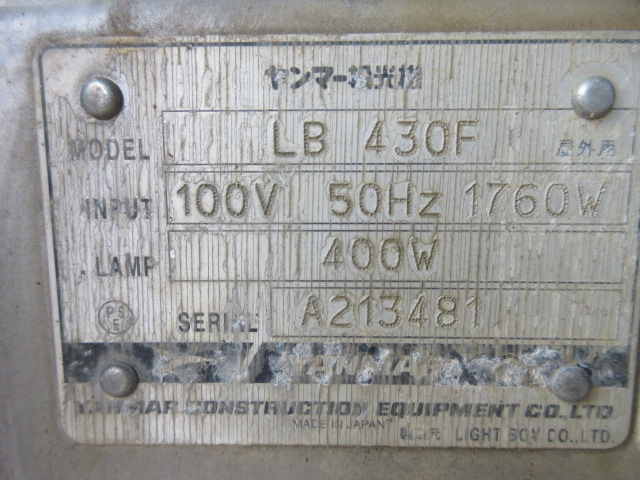 ヤンマー投光機
MODEL LB 430F 屋外用
INPUT 100V 50Hz 1760W
LAMP 400W
PS E SERIAL A213481
YANMAR
YANMAR CONSTRUCTION EQUIPMENT CO.,LTD.
MADE IN JAPAN
製造元 LIGHT BOY CO.,LTD.